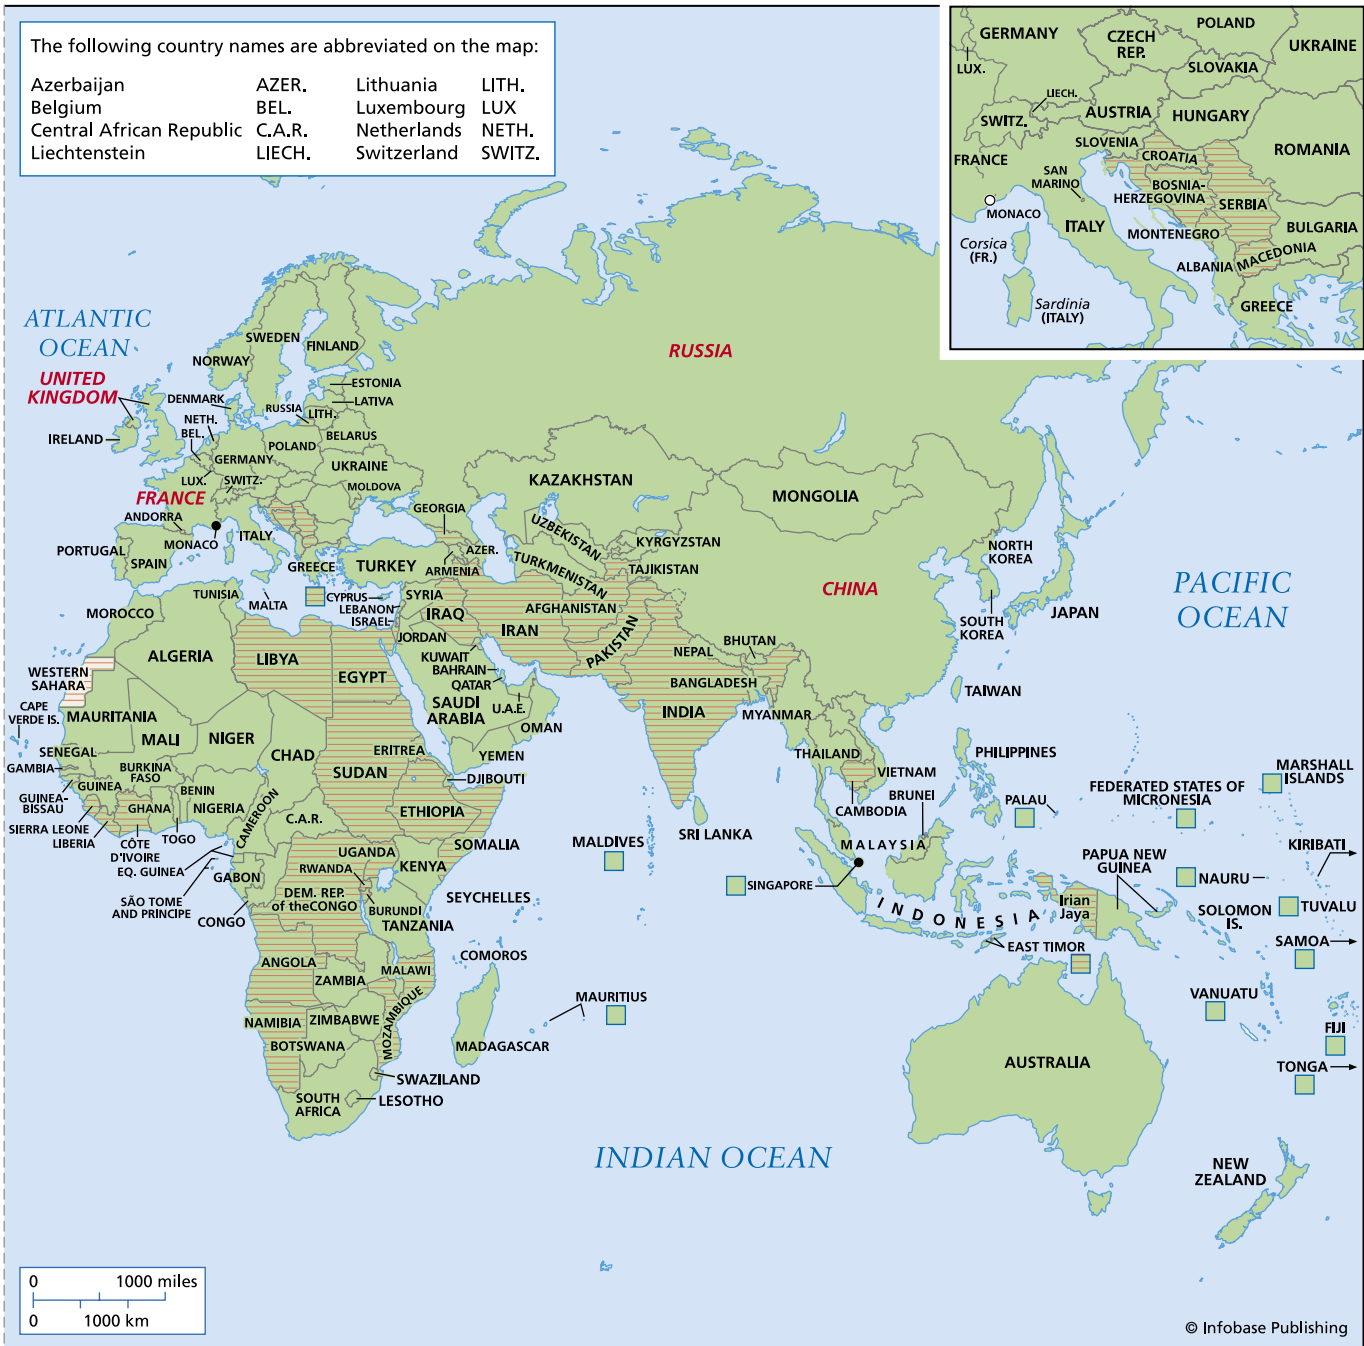 The following country names are abbreviated on the map:
Azerbaijan AZER. Lithuania LITH.
Belgium BEL. Luxembourg LUX
Central African Republic C.A.R. Netherlands NETH.
Liechtenstein LIECH. Switzerland SWITZ.
GERMANY
POLAND
CZECH
REP.
UKRAINE
LUX.
SLOVAKIA
LIECH.
SWITZ.
AUSTRIA
HUNGARY
SLOVENIA
ROMANIA
FRANCE
CROATIA
SAN
MARINO
BOSNIA-
HERZEGOVINA
SERBIA
MONACO
ITALY
MONTENEGRO
BULGARIA
Corsica
(FR.)
ALBANIA
MACEDONIA
Sardinia
(ITALY)
GREECE
ATLANTIC
OCEAN
UNITED
KINGDOM
SWEDEN
FINLAND
NORWAY
RUSSIA
ESTONIA
LATIVA
DENMARK
RUSSIA
LITH.
NETH.
BEL.
IRELAND
BELARUS
POLAND
GERMANY
UKRAINE
LUX.
SWITZ.
MOLDOVA
FRANCE
KAZAKHSTAN
MONGOLIA
ANDORRA
GEORGIA
PORTUGAL
SPAIN
MONACO
ITALY
UZBEKISTAN
KYRGYZSTAN
AZER.
GREECE
TURKEY
ARMENIA
TURKMENISTAN
TAJIKISTAN
NORTH
KOREA
CHINA
PACIFIC
OCEAN
TUNISIA
MALTA
CYPRUS
SYRIA
LEBANON
ISRAEL
MOROCCO
IRAQ
AFGHANISTAN
IRAN
JORDAN
PAKISTAN
SOUTH
KOREA
JAPAN
ALGERIA
LIBYA
EGYPT
KUWAIT
BAHRAIN
QATAR
NEPAL
BHUTAN
WESTERN
SAHARA
SAUDI
ARABIA
U.A.E.
BANGLADESH
TAIWAN
CAPE
VERDE IS.
MAURITANIA
OMAN
INDIA
MYANMAR
MALI
NIGER
CHAD
ERITREA
YEMEN
THAILAND
PHILIPPINES
SENEGAL
GAMBIA
BURKINA
FASO
SUDAN
DJIBOUTI
VIETNAM
MARSHALL
ISLANDS
GUINEA
GUINEA-
BISSAU
BENIN
GHANA
NIGERIA
CAMEROON
C.A.R.
ETHIOPIA
CAMBODIA
BRUNEI
PALAU
FEDERATED STATES OF
MICRONESIA
SIERRA LEONE
LIBERIA
CÔTE
D'IVOIRE
TOGO
SRI LANKA
EQ. GUINEA
UGANDA
SOMALIA
MALDIVES
MALAYSIA
KIRIBATI
GABON
RWANDA
KENYA
PAPUA NEW
GUINEA
NAURU
SÃO TOME
AND PRINCIPE
CONGO
DEM. REP.
of theCONGO
BURUNDI
TANZANIA
SEYCHELLES
SINGAPORE
INDONESIA
Irian
Jaya
SOLOMON
IS.
TUVALU
EAST TIMOR
SAMOA
ANGOLA
ZAMBIA
MALAWI
COMOROS
MOZAMBIQUE
MAURITIUS
VANUATU
NAMIBIA
ZIMBABWE
FIJI
BOTSWANA
MADAGASCAR
AUSTRALIA
TONGA
SWAZILAND
SOUTH
AFRICA
LESOTHO
INDIAN OCEAN
NEW
ZEALAND
0 1000 miles
0 1000 km
© Infobase Publishing